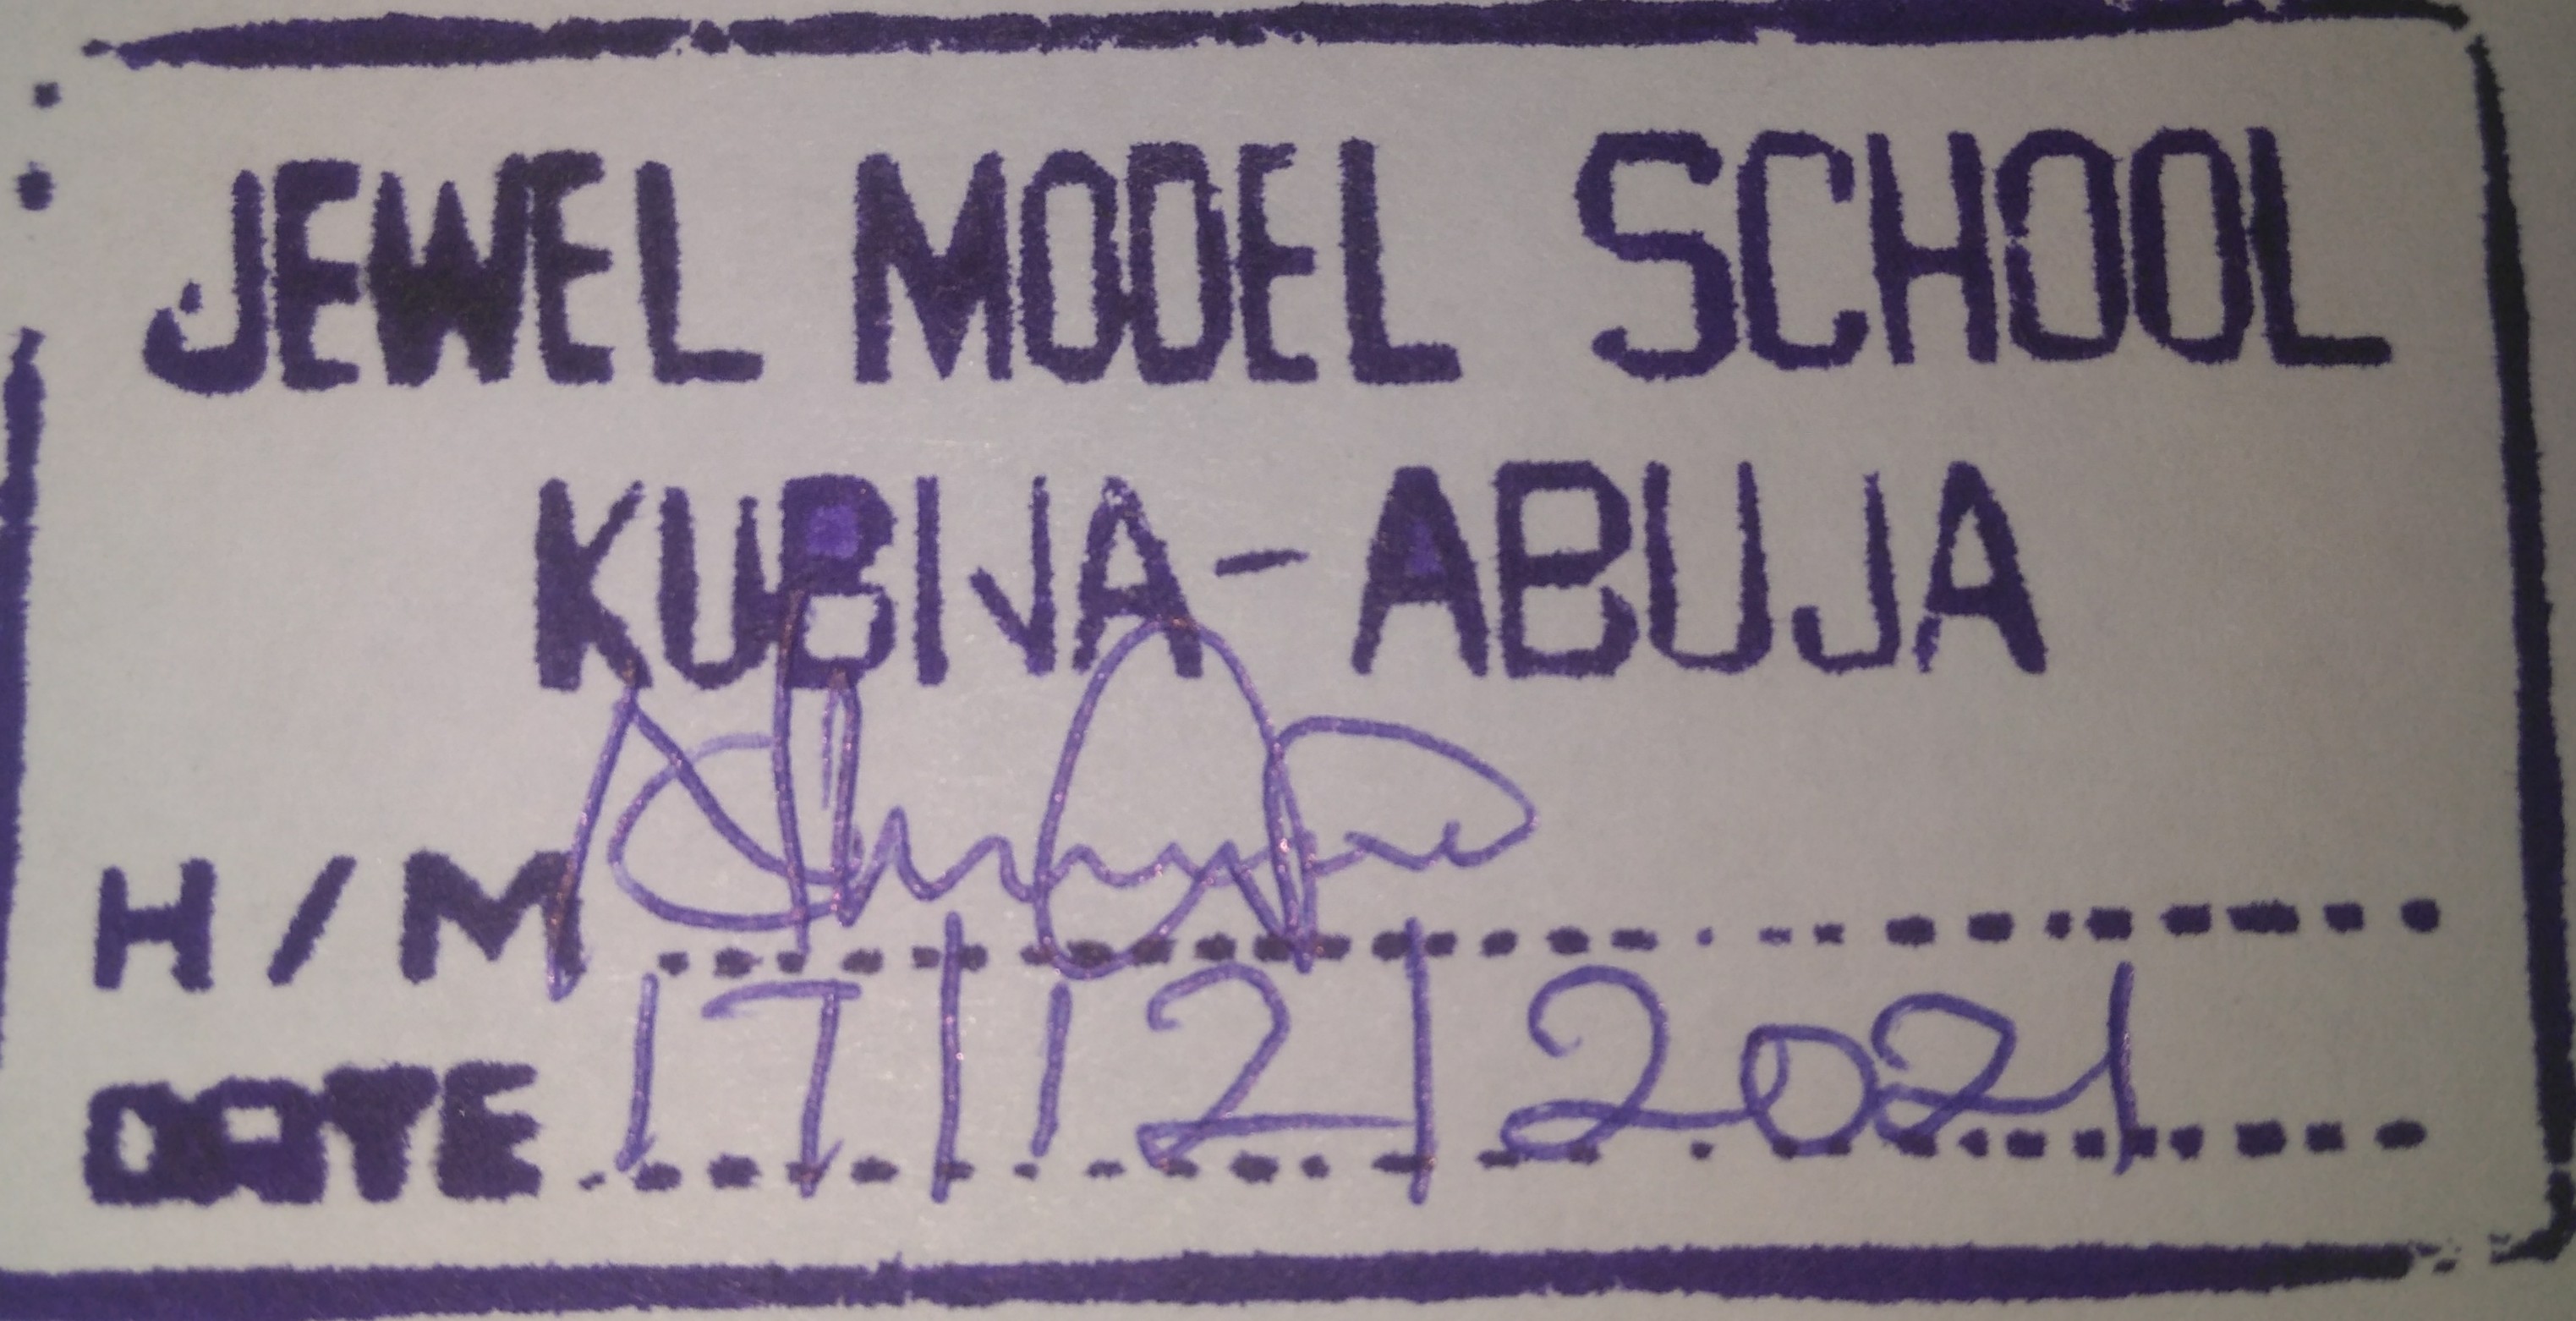 JEWEL MODEL SCHOOL
KUBWA - ABUJA
H/M
DATE 17/12/2021